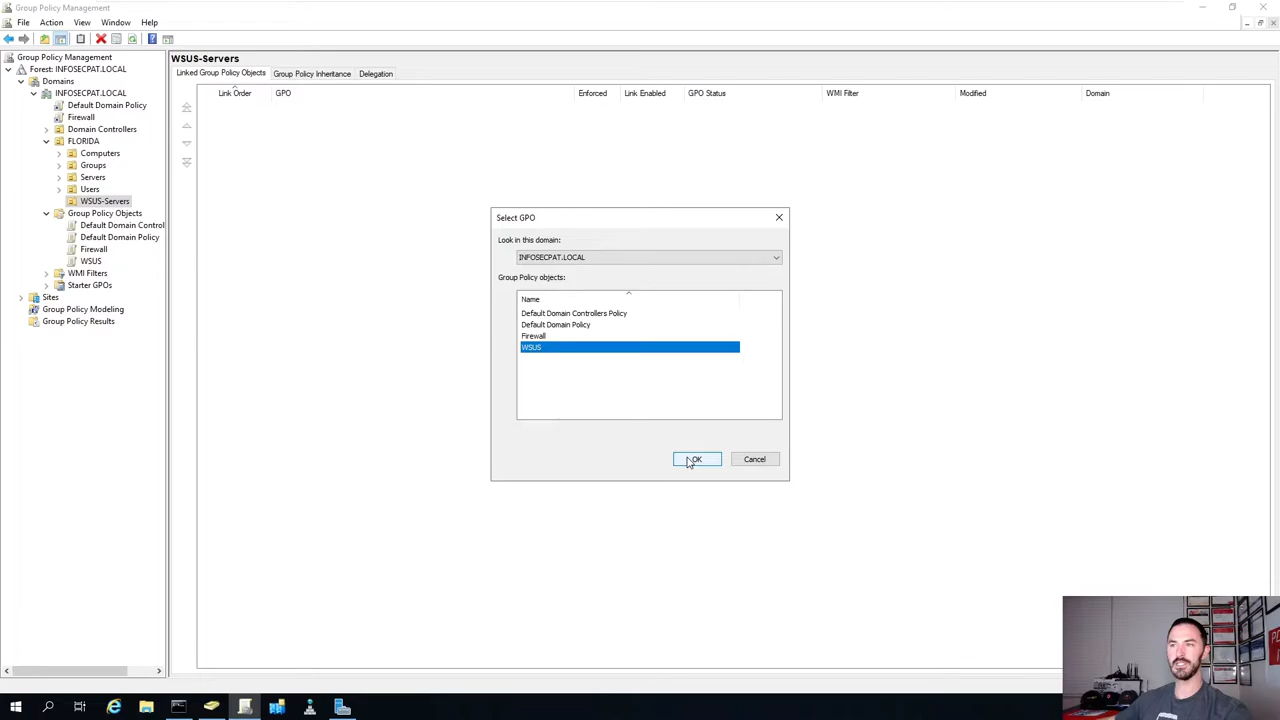 Group Policy Management
File Action View Window Help
Group Policy Management
Forest: INFOSECPAT.LOCAL
Domains
INFOSECPAT.LOCAL
Default Domain Policy
Firewall
Domain Controllers
FLORIDA
Computers
Groups
Servers
Users
WSUS-Servers
Group Policy Objects
Default Domain Control
Default Domain Policy
Firewall
WSUS
WMI Filters
Starter GPOs
Sites
Group Policy Modeling
Group Policy Results
WSUS-Servers
Linked Group Policy Objects Group Policy Inheritance Delegation
Link Order GPO Enforced Link Enabled GPO Status WMI Filter Modified Domain
Select GPO
Look in this domain:
INFOSECPAT.LOCAL
Group Policy objects:
Name
Default Domain Controllers Policy
Default Domain Policy
Firewall
WSUS
OK Cancel